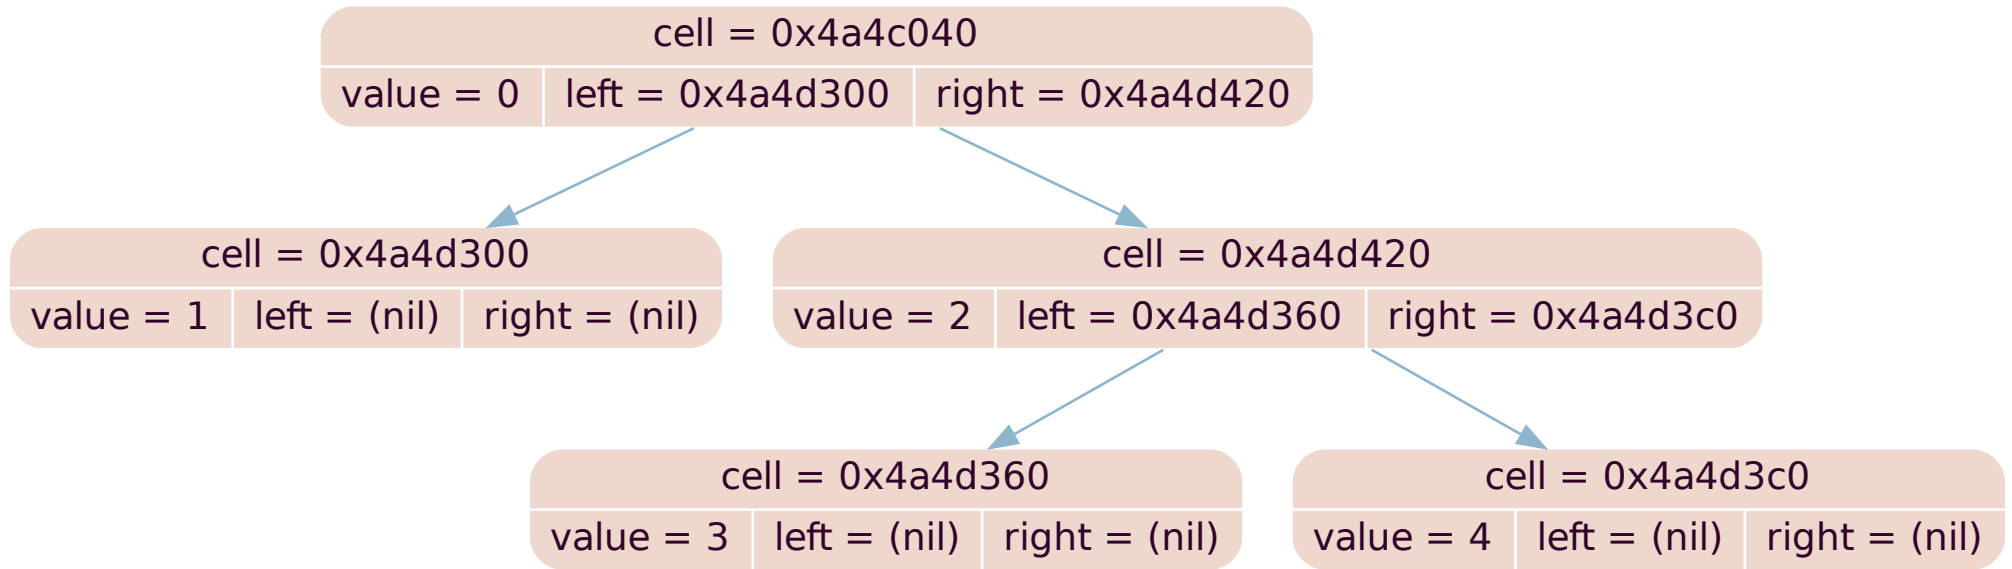 cell = 0x4a4c040
value = 0 left = 0x4a4d300 right = 0x4a4d420
cell = 0x4a4d300
value = 1 left = (nil) right = (nil)
cell = 0x4a4d420
value = 2 left = 0x4a4d360 right = 0x4a4d3c0
cell = 0x4a4d360
value = 3 left = (nil) right = (nil)
cell = 0x4a4d3c0
value = 4 left = (nil) right = (nil)